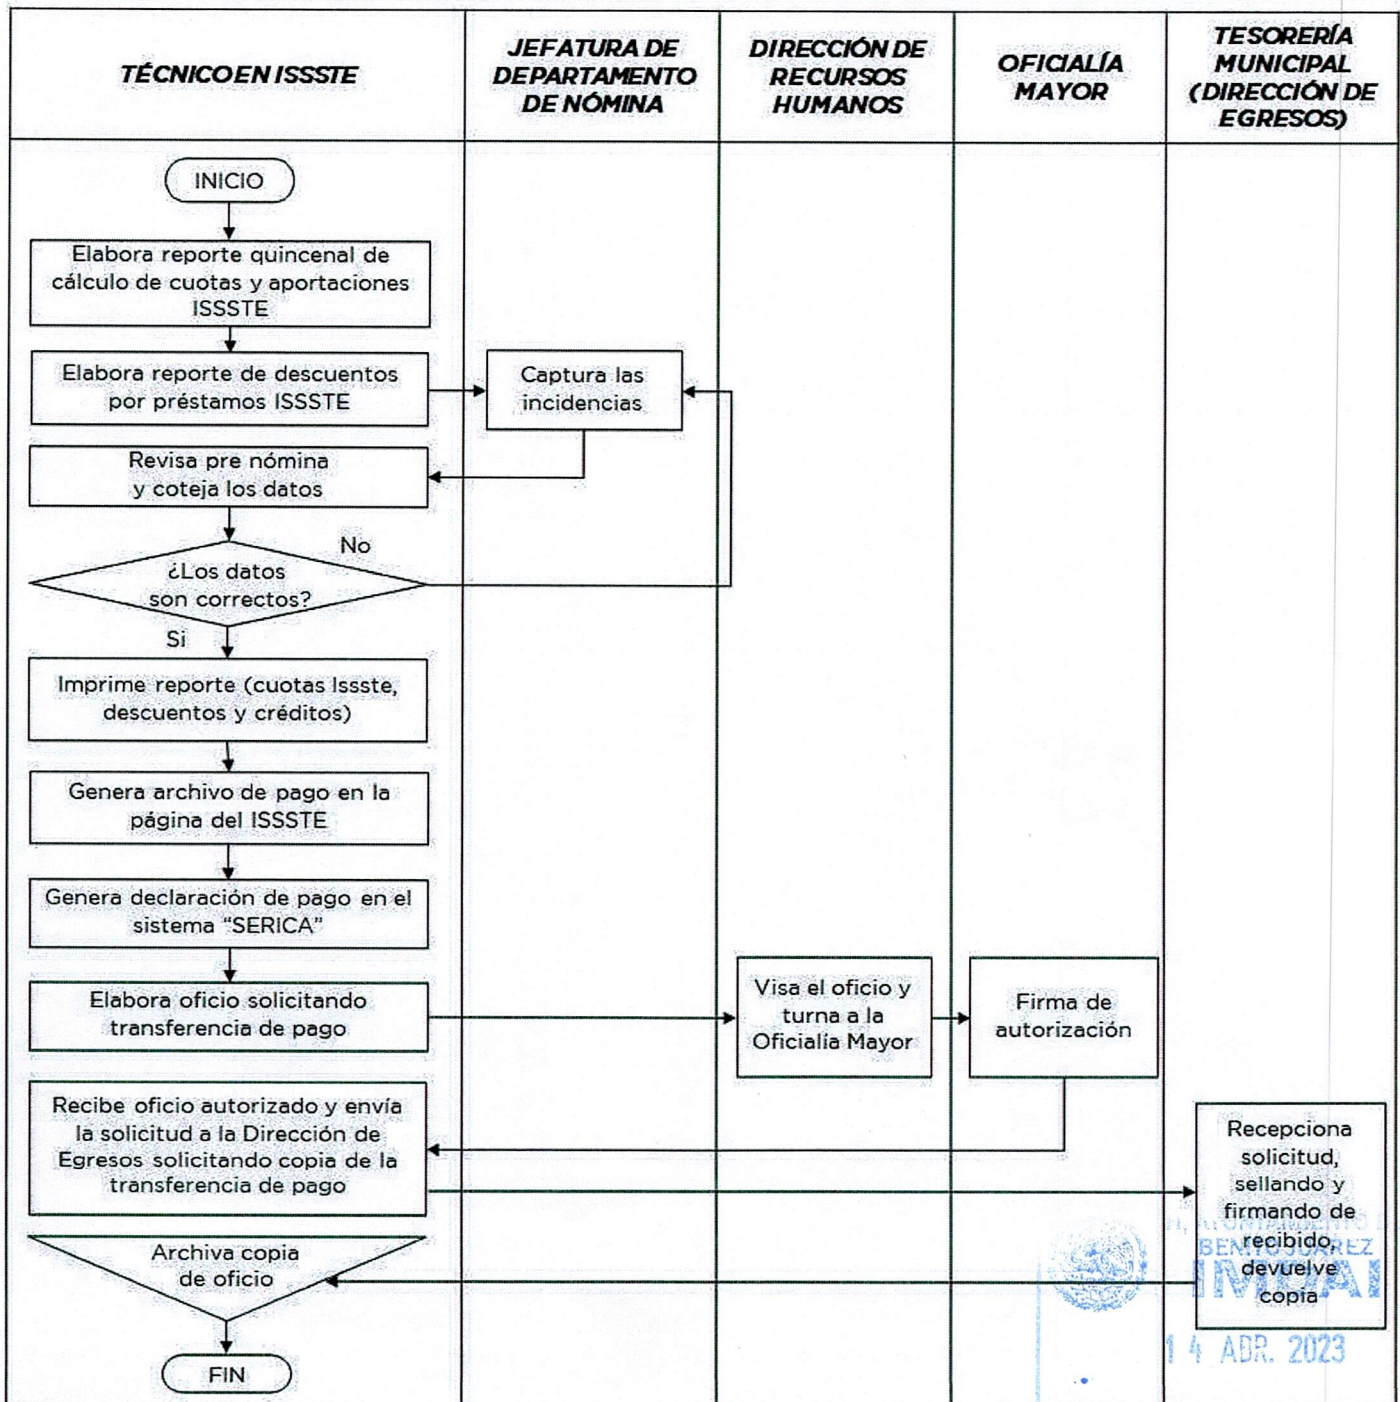 TÉCNICO EN ISSSTE
JEFATURA DE
DEPARTAMENTO
DE NÓMINA
DIRECCIÓN DE
RECURSOS
HUMANOS
OFICIALÍA
MAYOR
TESORERÍA
MUNICIPAL
(DIRECCIÓN DE
EGRESOS)
INICIO
Elabora reporte quincenal de
cálculo de cuotas y aportaciones
ISSSTE
Elabora reporte de descuentos
por préstamos ISSSTE
Captura las
incidencias
Revisa pre nómina
y coteja los datos
No
¿Los datos
son correctos?
Si
Imprime reporte (cuotas Issste,
descuentos y créditos)
Genera archivo de pago en la
página del ISSSTE
Genera declaración de pago en el
sistema "SERICA"
Elabora oficio solicitando
transferencia de pago
Visa el oficio y
turna a la
Oficialía Mayor
Firma de
autorización
Recibe oficio autorizado y envía
la solicitud a la Dirección de
Egresos solicitando copia de la
transferencia de pago
Recepciona
solicitud,
sellando y
firmando de
recibido,
devuelve
copia
Archiva copia
de oficio
FIN
H. AYUNTAMIENTO D
BENITO JUÁREZ
14 ABR. 2023